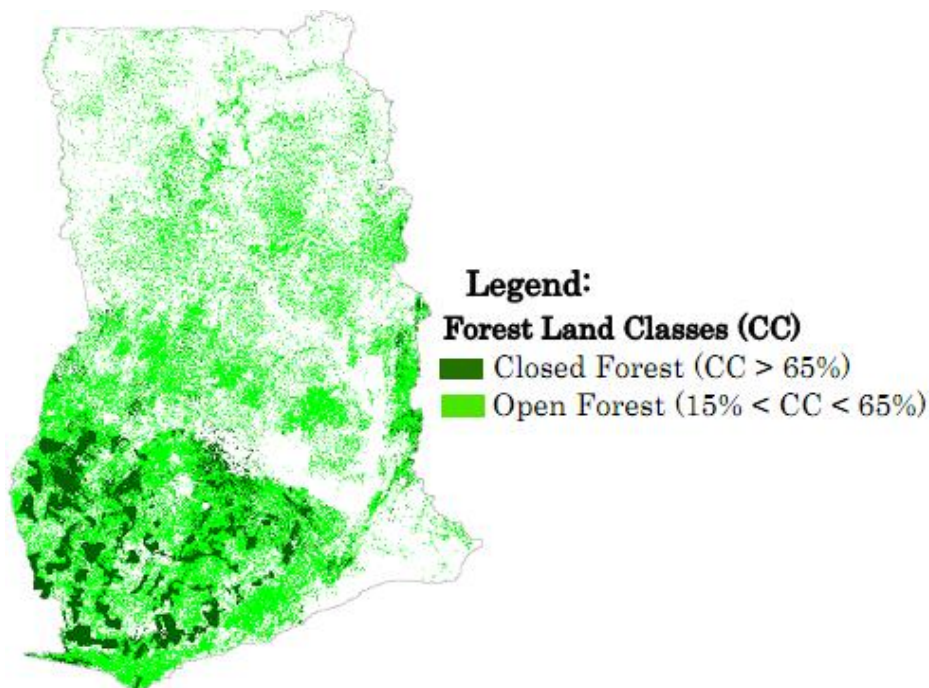 Legend:
Forest Land Classes (CC)
Closed Forest (CC > 65%)
Open Forest (15% < CC < 65%)